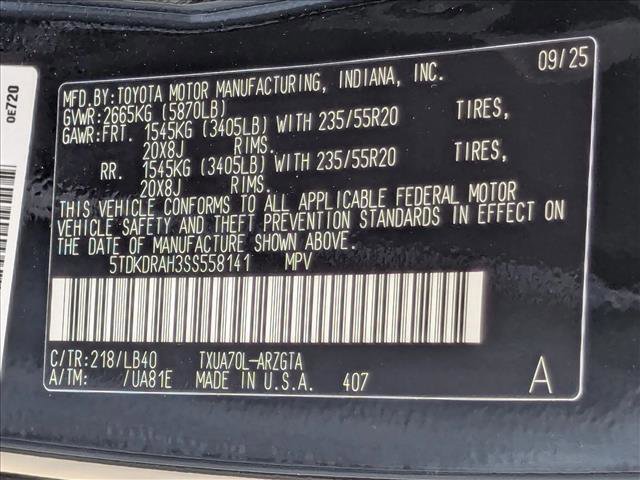 0E720
09/25
MFD.BY:TOYOTA MOTOR MANUFACTURING, INDIANA, INC.
GVWR:2665KG (5870LB)
GAWR:FRT. 1545KG (3405LB) WITH 235/55R20 TIRES,
20X8J RIMS.
RR. 1545KG (3405LB) WITH 235/55R20 TIRES,
20X8J RIMS.
THIS VEHICLE CONFORMS TO ALL APPLICABLE FEDERAL MOTOR
VEHICLE SAFETY AND THEFT PREVENTION STANDARDS IN EFFECT ON
THE DATE OF MANUFACTURE SHOWN ABOVE.
5TDKDRAH3SS558141 MPV
C/TR:218/LB40 TXUA70L-ARZGTA
A/TM: /UA81E MADE IN U.S.A. 407 A